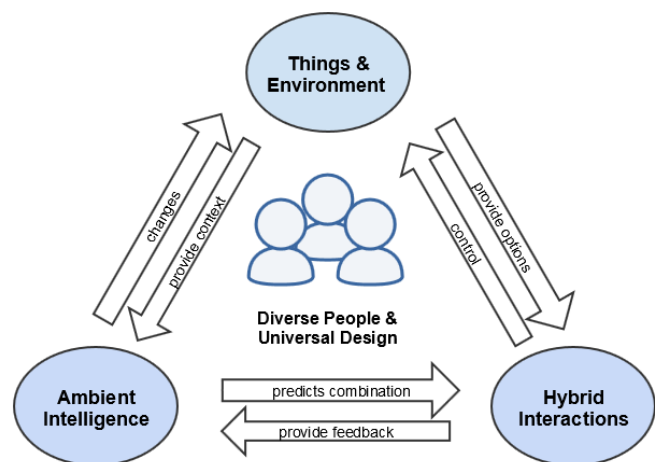 Things &
Environment
changes
provide context
provide options
control
Diverse People &
Universal Design
Ambient
Intelligence
predicts combination
provide feedback
Hybrid
Interactions